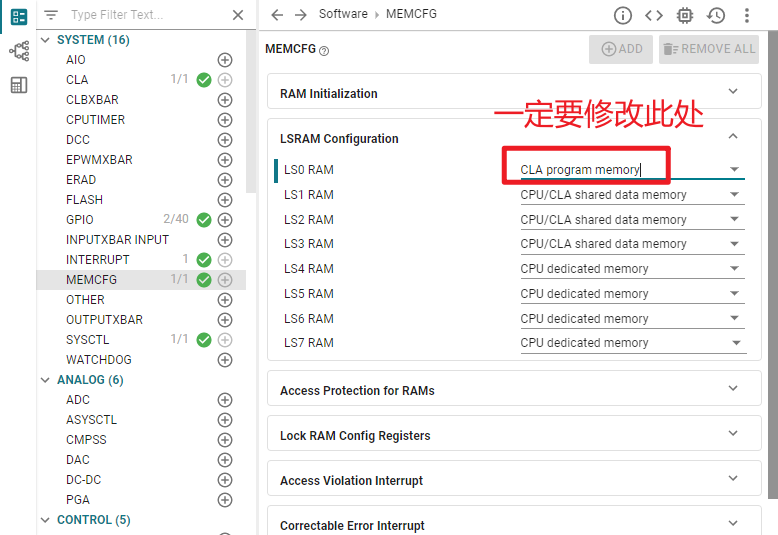 Type Filter Text...
SYSTEM (16)
AIO
CLA 1/1
CLBXBAR
CPUTIMER
DCC
EPWMXBAR
ERAD
FLASH
GPIO 2/40
INPUTXBAR INPUT
INTERRUPT 1
MEMCFG 1/1
OTHER
OUTPUTXBAR
SYSCTL 1/1
WATCHDOG
ANALOG (6)
ADC
ASYSCTL
CMPSS
DAC
DC-DC
PGA
CONTROL (5)
Software > MEMCFG
MEMCFG ADD REMOVE ALL
RAM Initialization
一定要修改此处
LSRAM Configuration
LS0 RAM CLA program memory
LS1 RAM CPU/CLA shared data memory
LS2 RAM CPU/CLA shared data memory
LS3 RAM CPU/CLA shared data memory
LS4 RAM CPU dedicated memory
LS5 RAM CPU dedicated memory
LS6 RAM CPU dedicated memory
LS7 RAM CPU dedicated memory
Access Protection for RAMs
Lock RAM Config Registers
Access Violation Interrupt
Correctable Error Interrupt